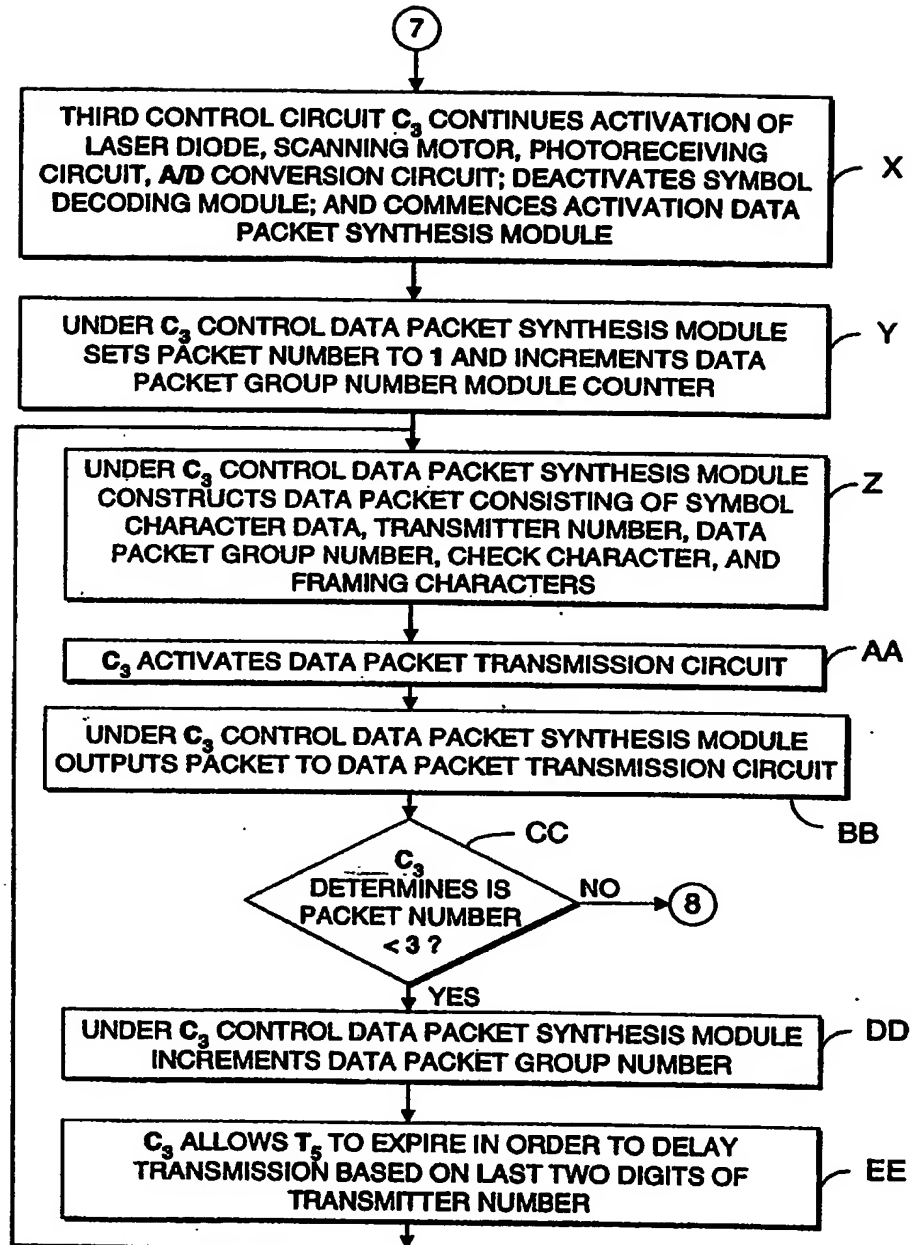 7
THIRD CONTROL CIRCUIT C₃ CONTINUES ACTIVATION OF
LASER DIODE, SCANNING MOTOR, PHOTORECEIVING
CIRCUIT, A/D CONVERSION CIRCUIT; DEACTIVATES SYMBOL
DECODING MODULE; AND COMMENCES ACTIVATION DATA
PACKET SYNTHESIS MODULE
X
UNDER C₃ CONTROL DATA PACKET SYNTHESIS MODULE
SETS PACKET NUMBER TO 1 AND INCREMENTS DATA
PACKET GROUP NUMBER MODULE COUNTER
Y
UNDER C₃ CONTROL DATA PACKET SYNTHESIS MODULE
CONSTRUCTS DATA PACKET CONSISTING OF SYMBOL
CHARACTER DATA, TRANSMITTER NUMBER, DATA
PACKET GROUP NUMBER, CHECK CHARACTER, AND
FRAMING CHARACTERS
Z
C₃ ACTIVATES DATA PACKET TRANSMISSION CIRCUIT
AA
UNDER C₃ CONTROL DATA PACKET SYNTHESIS MODULE
OUTPUTS PACKET TO DATA PACKET TRANSMISSION CIRCUIT
BB
CC
C₃
DETERMINES IS
PACKET NUMBER
< 3 ?
NO
8
YES
UNDER C₃ CONTROL DATA PACKET SYNTHESIS MODULE
INCREMENTS DATA PACKET GROUP NUMBER
DD
C₃ ALLOWS T₅ TO EXPIRE IN ORDER TO DELAY
TRANSMISSION BASED ON LAST TWO DIGITS OF
TRANSMITTER NUMBER
EE